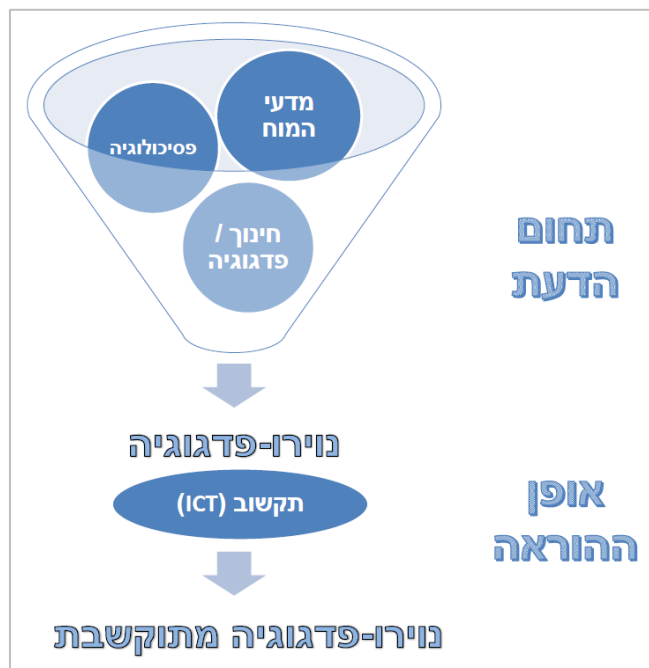 מדעי
המוח
פסיכולוגיה
חינוך /
פדגוגיה
תחום
הדעת
נוירו-פדגוגיה
תקשוב (ICT)
אופן
ההוראה
נוירו-פדגוגיה מתוקשבת